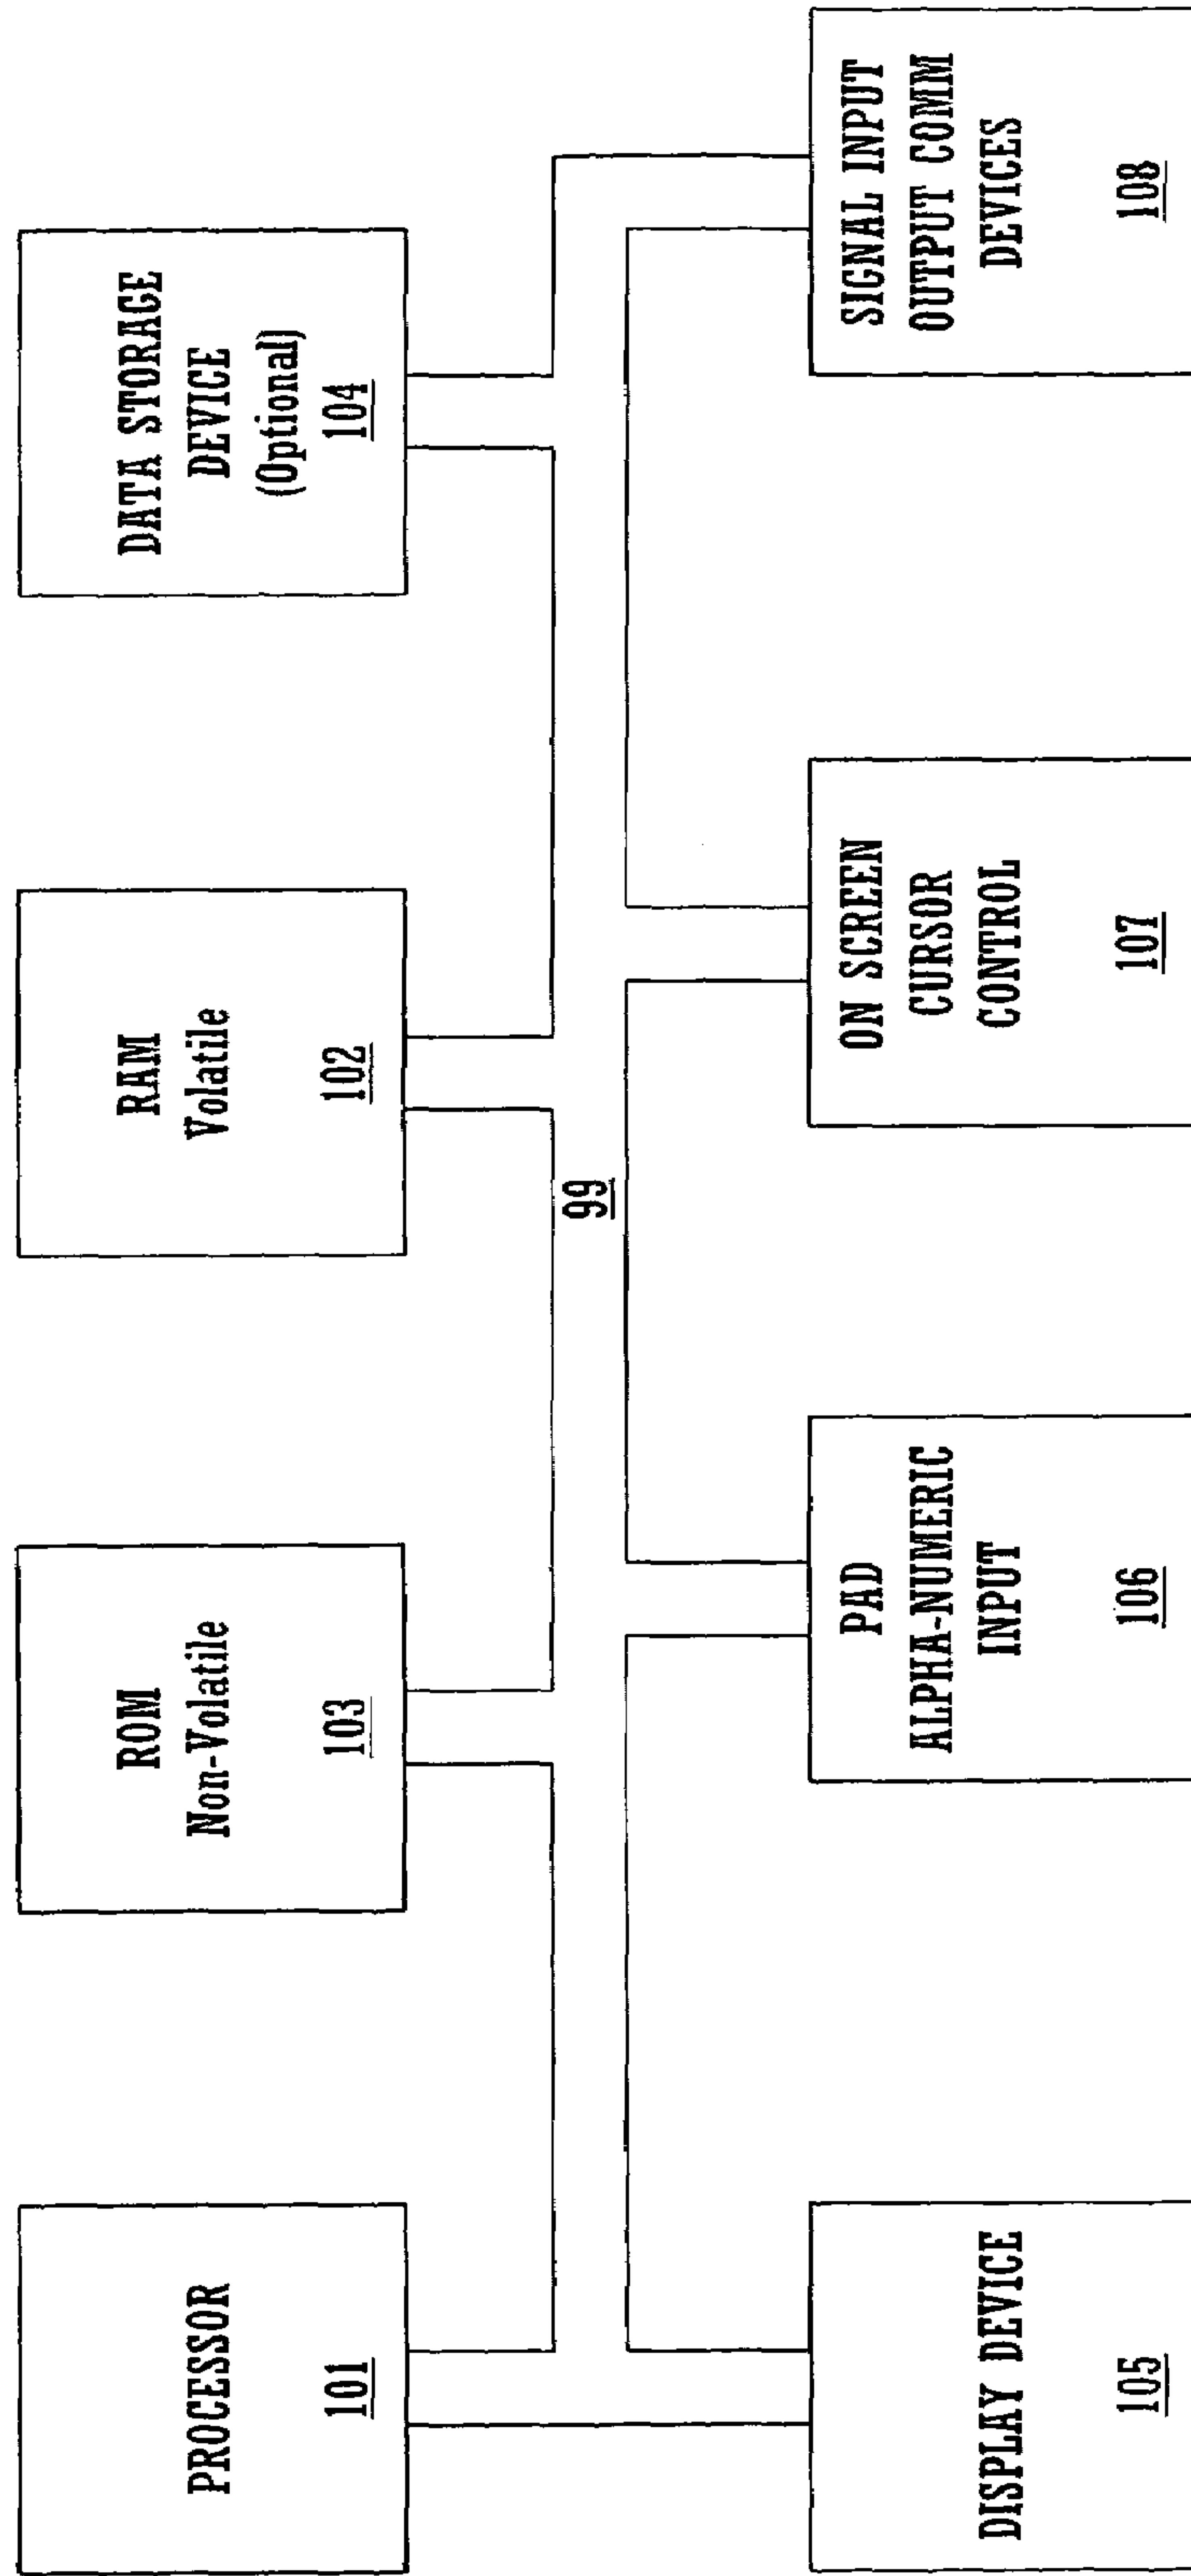 PROCESSOR
101
ROM
Non-Volatile
103
RAM
Volatile
102
DATA STORAGE
DEVICE
(Optional)
104
99
DISPLAY DEVICE
105
PAD
ALPHA-NUMERIC
INPUT
106
ON SCREEN
CURSOR
CONTROL
107
SIGNAL INPUT
OUTPUT COMM
DEVICES
108